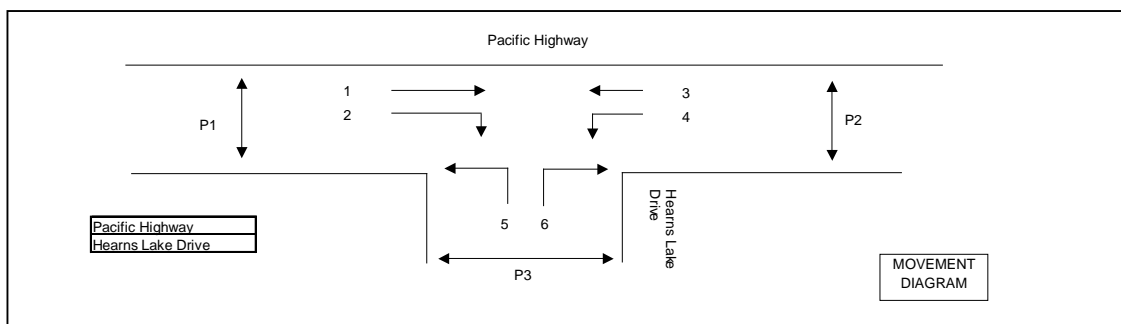 Pacific Highway
1
3
2
4
P1
P2
Hearns Lake
Drive
Pacific Highway
Hearns Lake Drive
5
6
P3
MOVEMENT
DIAGRAM